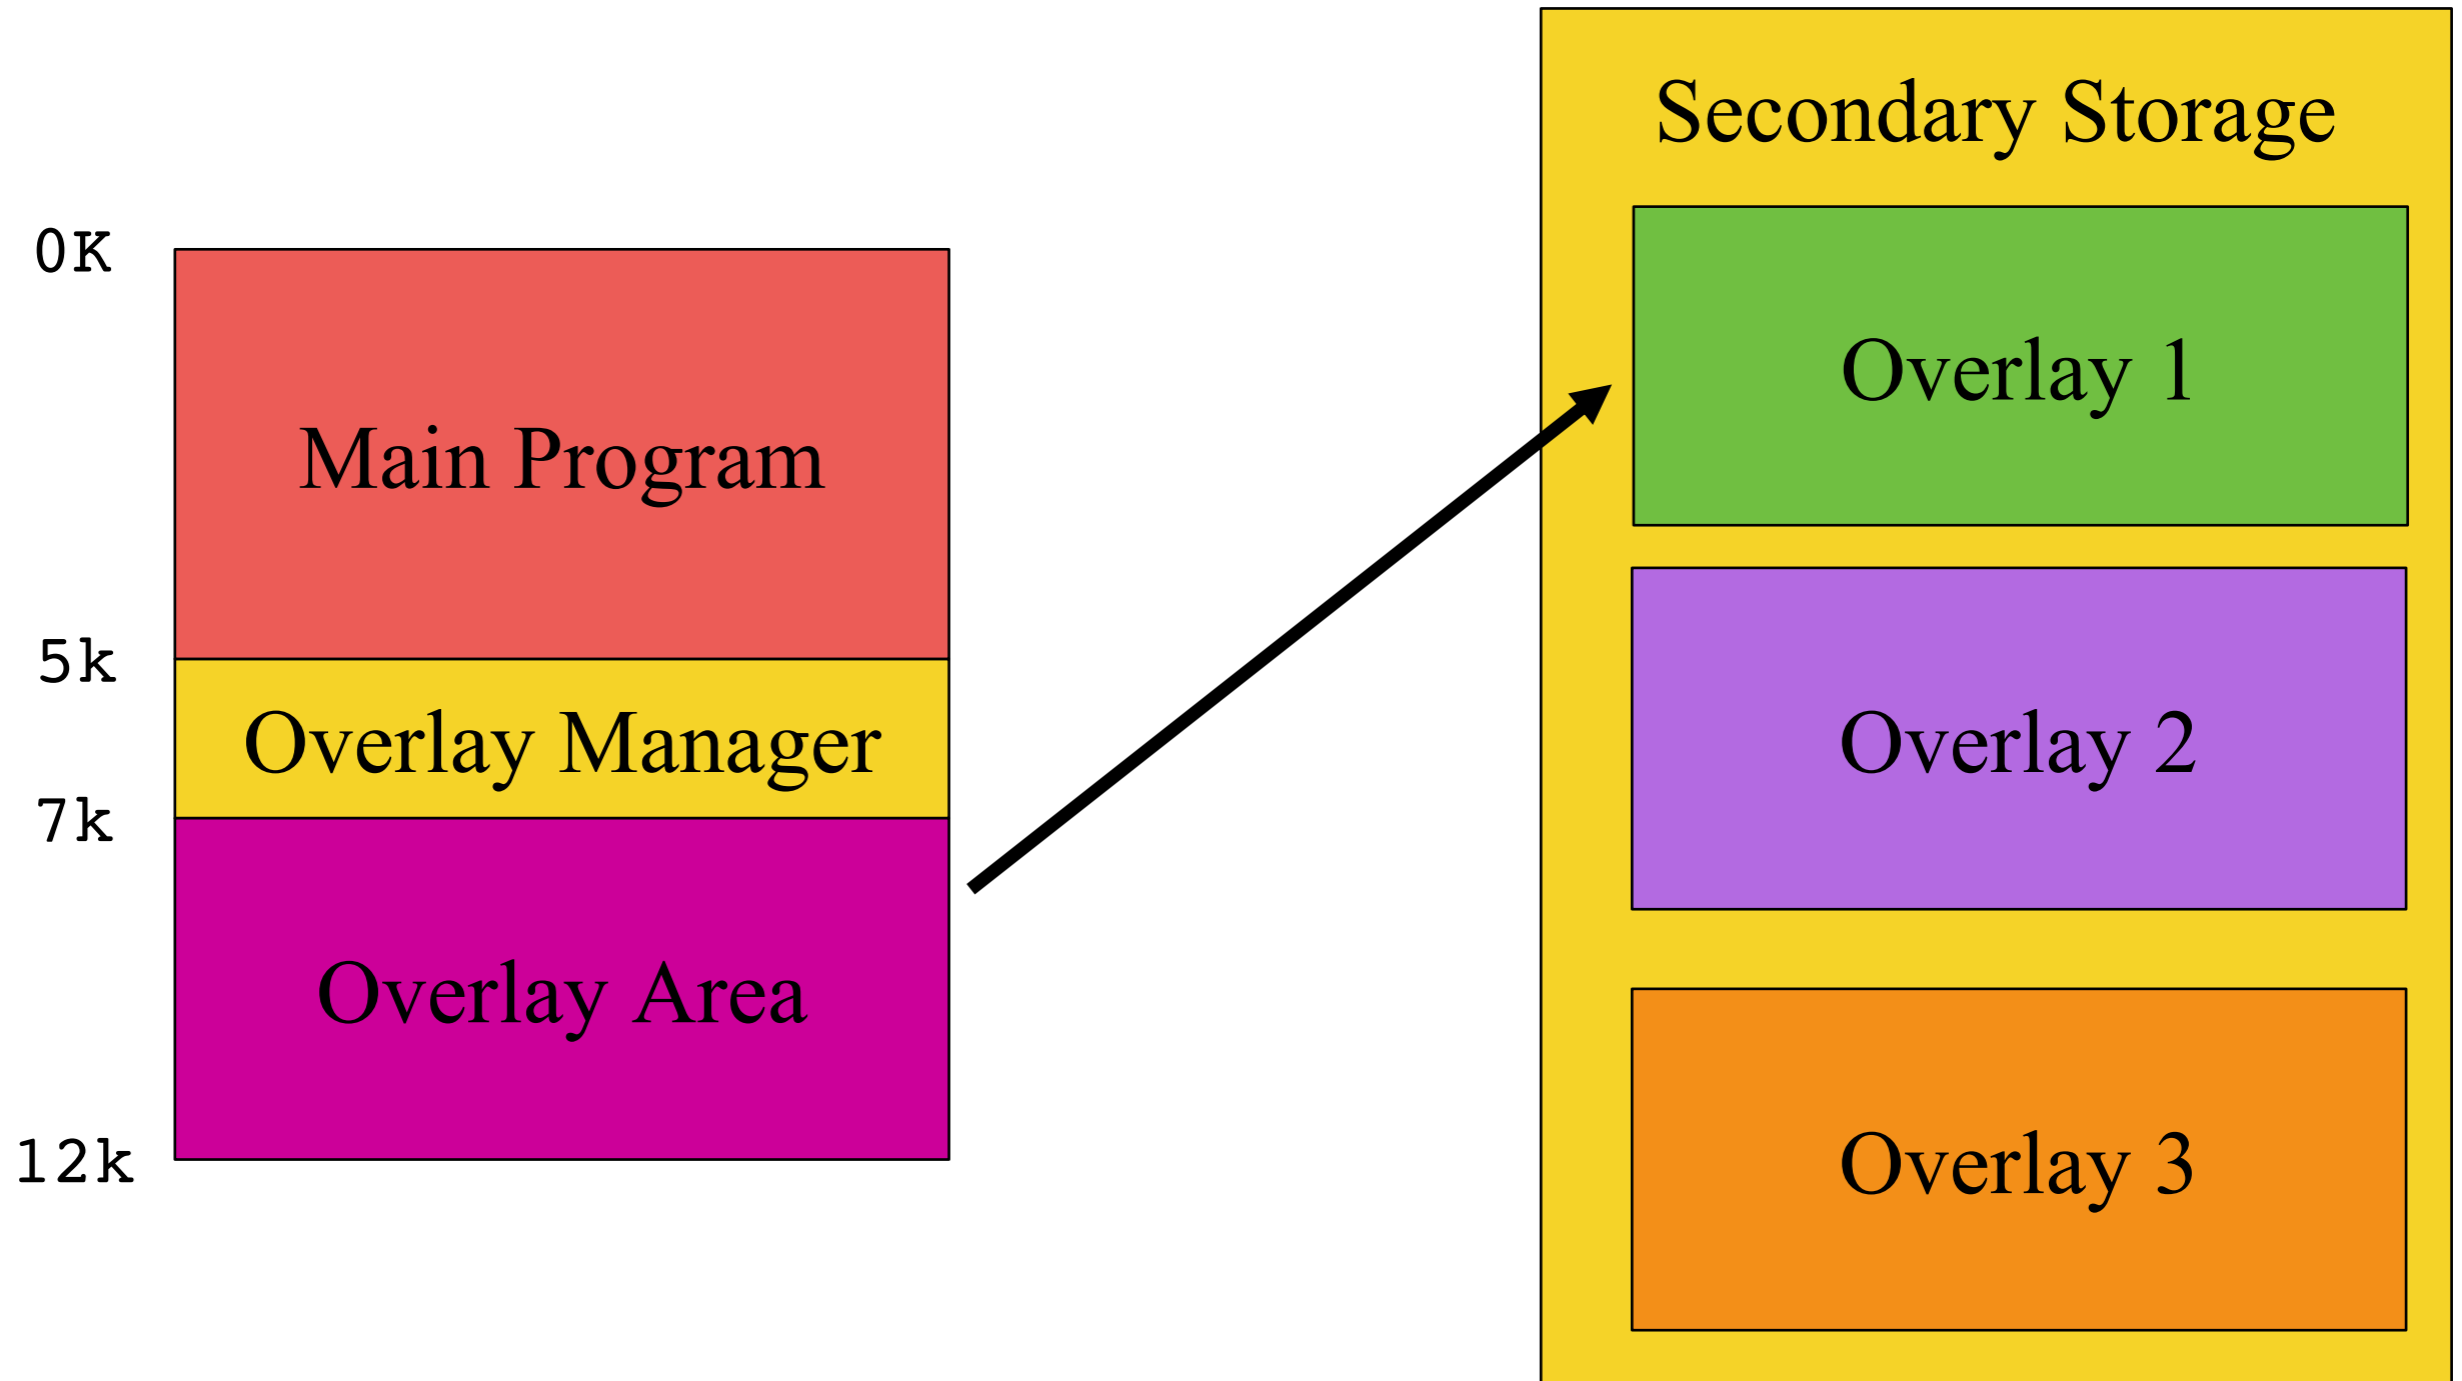 0K
Main Program
5k
Overlay Manager
7k
Overlay Area
12k
Secondary Storage
Overlay 1
Overlay 2
Overlay 3